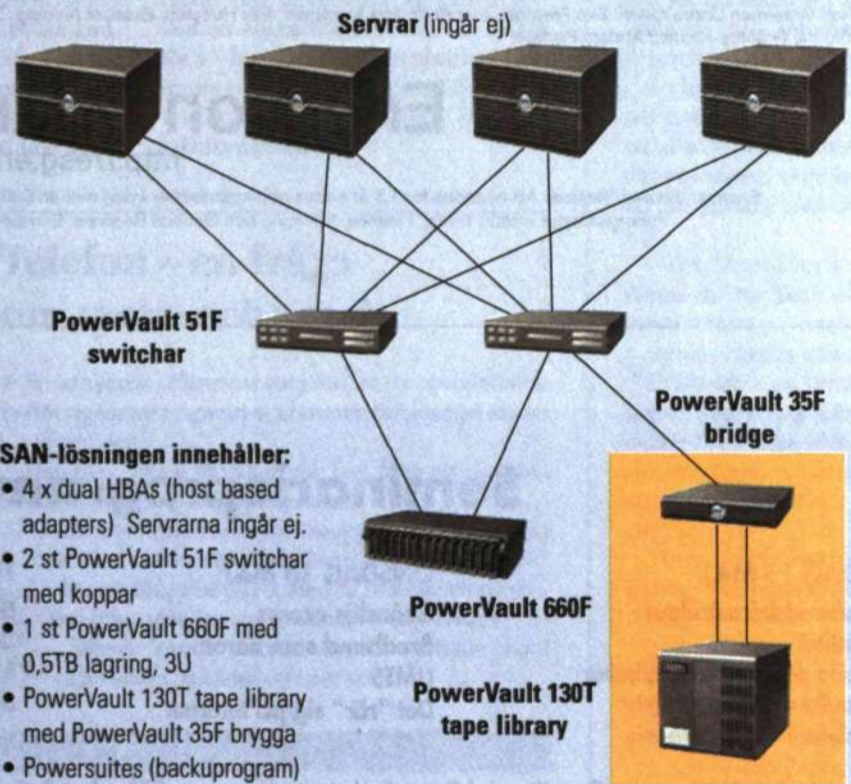 Servrar (ingår ej)
PowerVault 51F
switchar
PowerVault 35F
bridge
SAN-lösningen innehåller:
• 4 x dual HBAs (host based
adapters) Servrarna ingår ej.
• 2 st PowerVault 51F switchar
med koppar
• 1 st PowerVault 660F med
0,5TB lagring, 3U
• PowerVault 130T tape library
med PowerVault 35F brygga
• Powersuites (backuprogram)
PowerVault 660F
PowerVault 130T
tape library